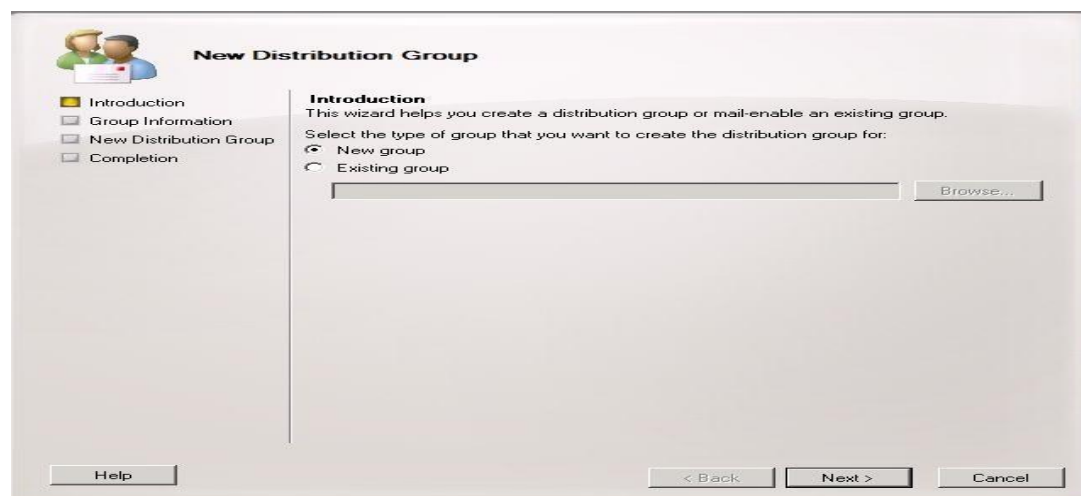 New Distribution Group
Introduction
Group Information
New Distribution Group
Completion
Introduction
This wizard helps you create a distribution group or mail-enable an existing group.
Select the type of group that you want to create the distribution group for:
New group
Existing group
Browse...
Help
< Back
Next >
Cancel